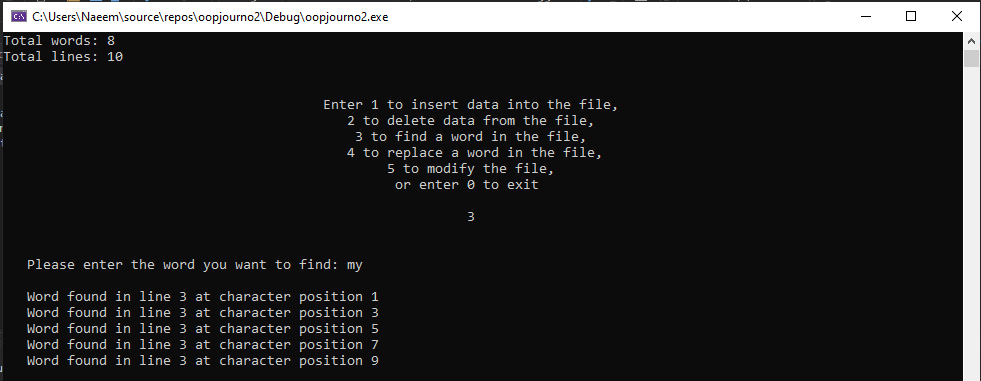 C:\Users\Naeem\source\repos\oopjourno2\Debug\oopjourno2.exe
Total words: 8
Total lines: 10
Enter 1 to insert data into the file,
2 to delete data from the file,
3 to find a word in the file,
4 to replace a word in the file,
5 to modify the file,
or enter 0 to exit
3
Please enter the word you want to find: my
Word found in line 3 at character position 1
Word found in line 3 at character position 3
Word found in line 3 at character position 5
Word found in line 3 at character position 7
Word found in line 3 at character position 9